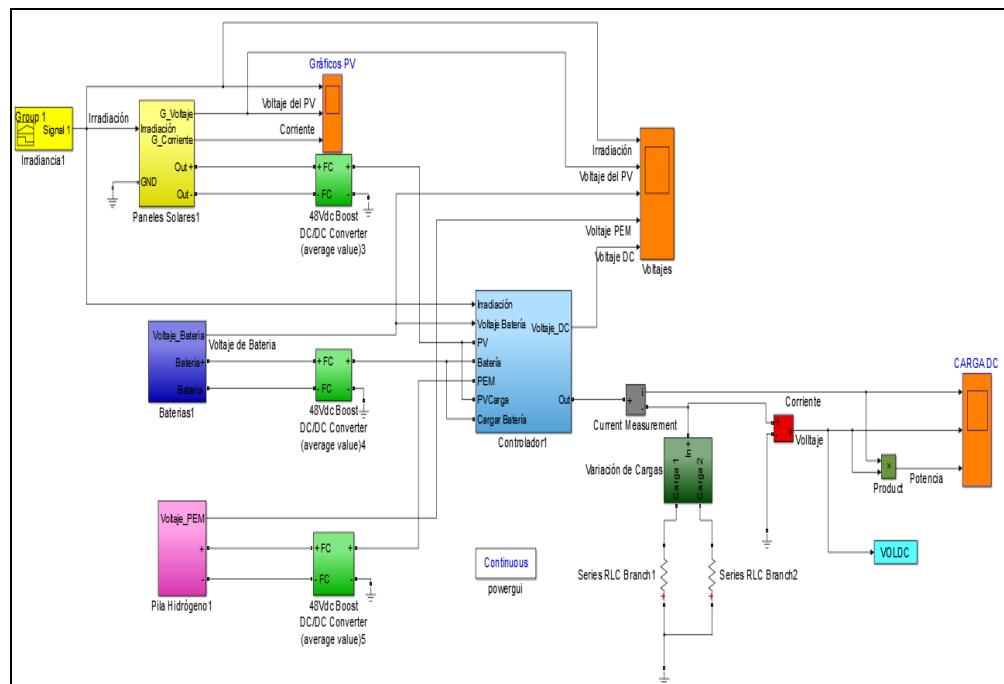 Group 1
Signal 1
Irradiancia1
Irradiación
Irradiación
GND
G_Voltaje
G_Corriente
Out +
Out -
Paneles Solares1
Gráficos PV
Voltaje del PV
Corriente
+ FC +
- FC -
48Vdc Boost
DC/DC Converter
(average value)3
Irradiación
Voltaje del PV
Voltaje PEM
Voltaje DC
Voltajes
Voltaje_Bateria
Bateria+
Bateria-
Baterias1
Voltaje de Bateria
+ FC +
- FC -
48Vdc Boost
DC/DC Converter
(average value)4
Irradiación
Voltaje Batería
PV
Batería
PEM
PVCarga
Cargar Batería
Voltaje_DC
Out
Controlador1
i
+
-
Current Measurement
In +
Carga 1
Carga 2
Variación de Cargas
+
-
v
Voltaje
Corriente
CARGA DC
x
Product
Potencia
VOLDC
Voltaje_PEM
+
-
Pila Hidrógeno1
+ FC +
- FC -
48Vdc Boost
DC/DC Converter
(average value)5
Continuous
powergui
Series RLC Branch1
+
Series RLC Branch2
+